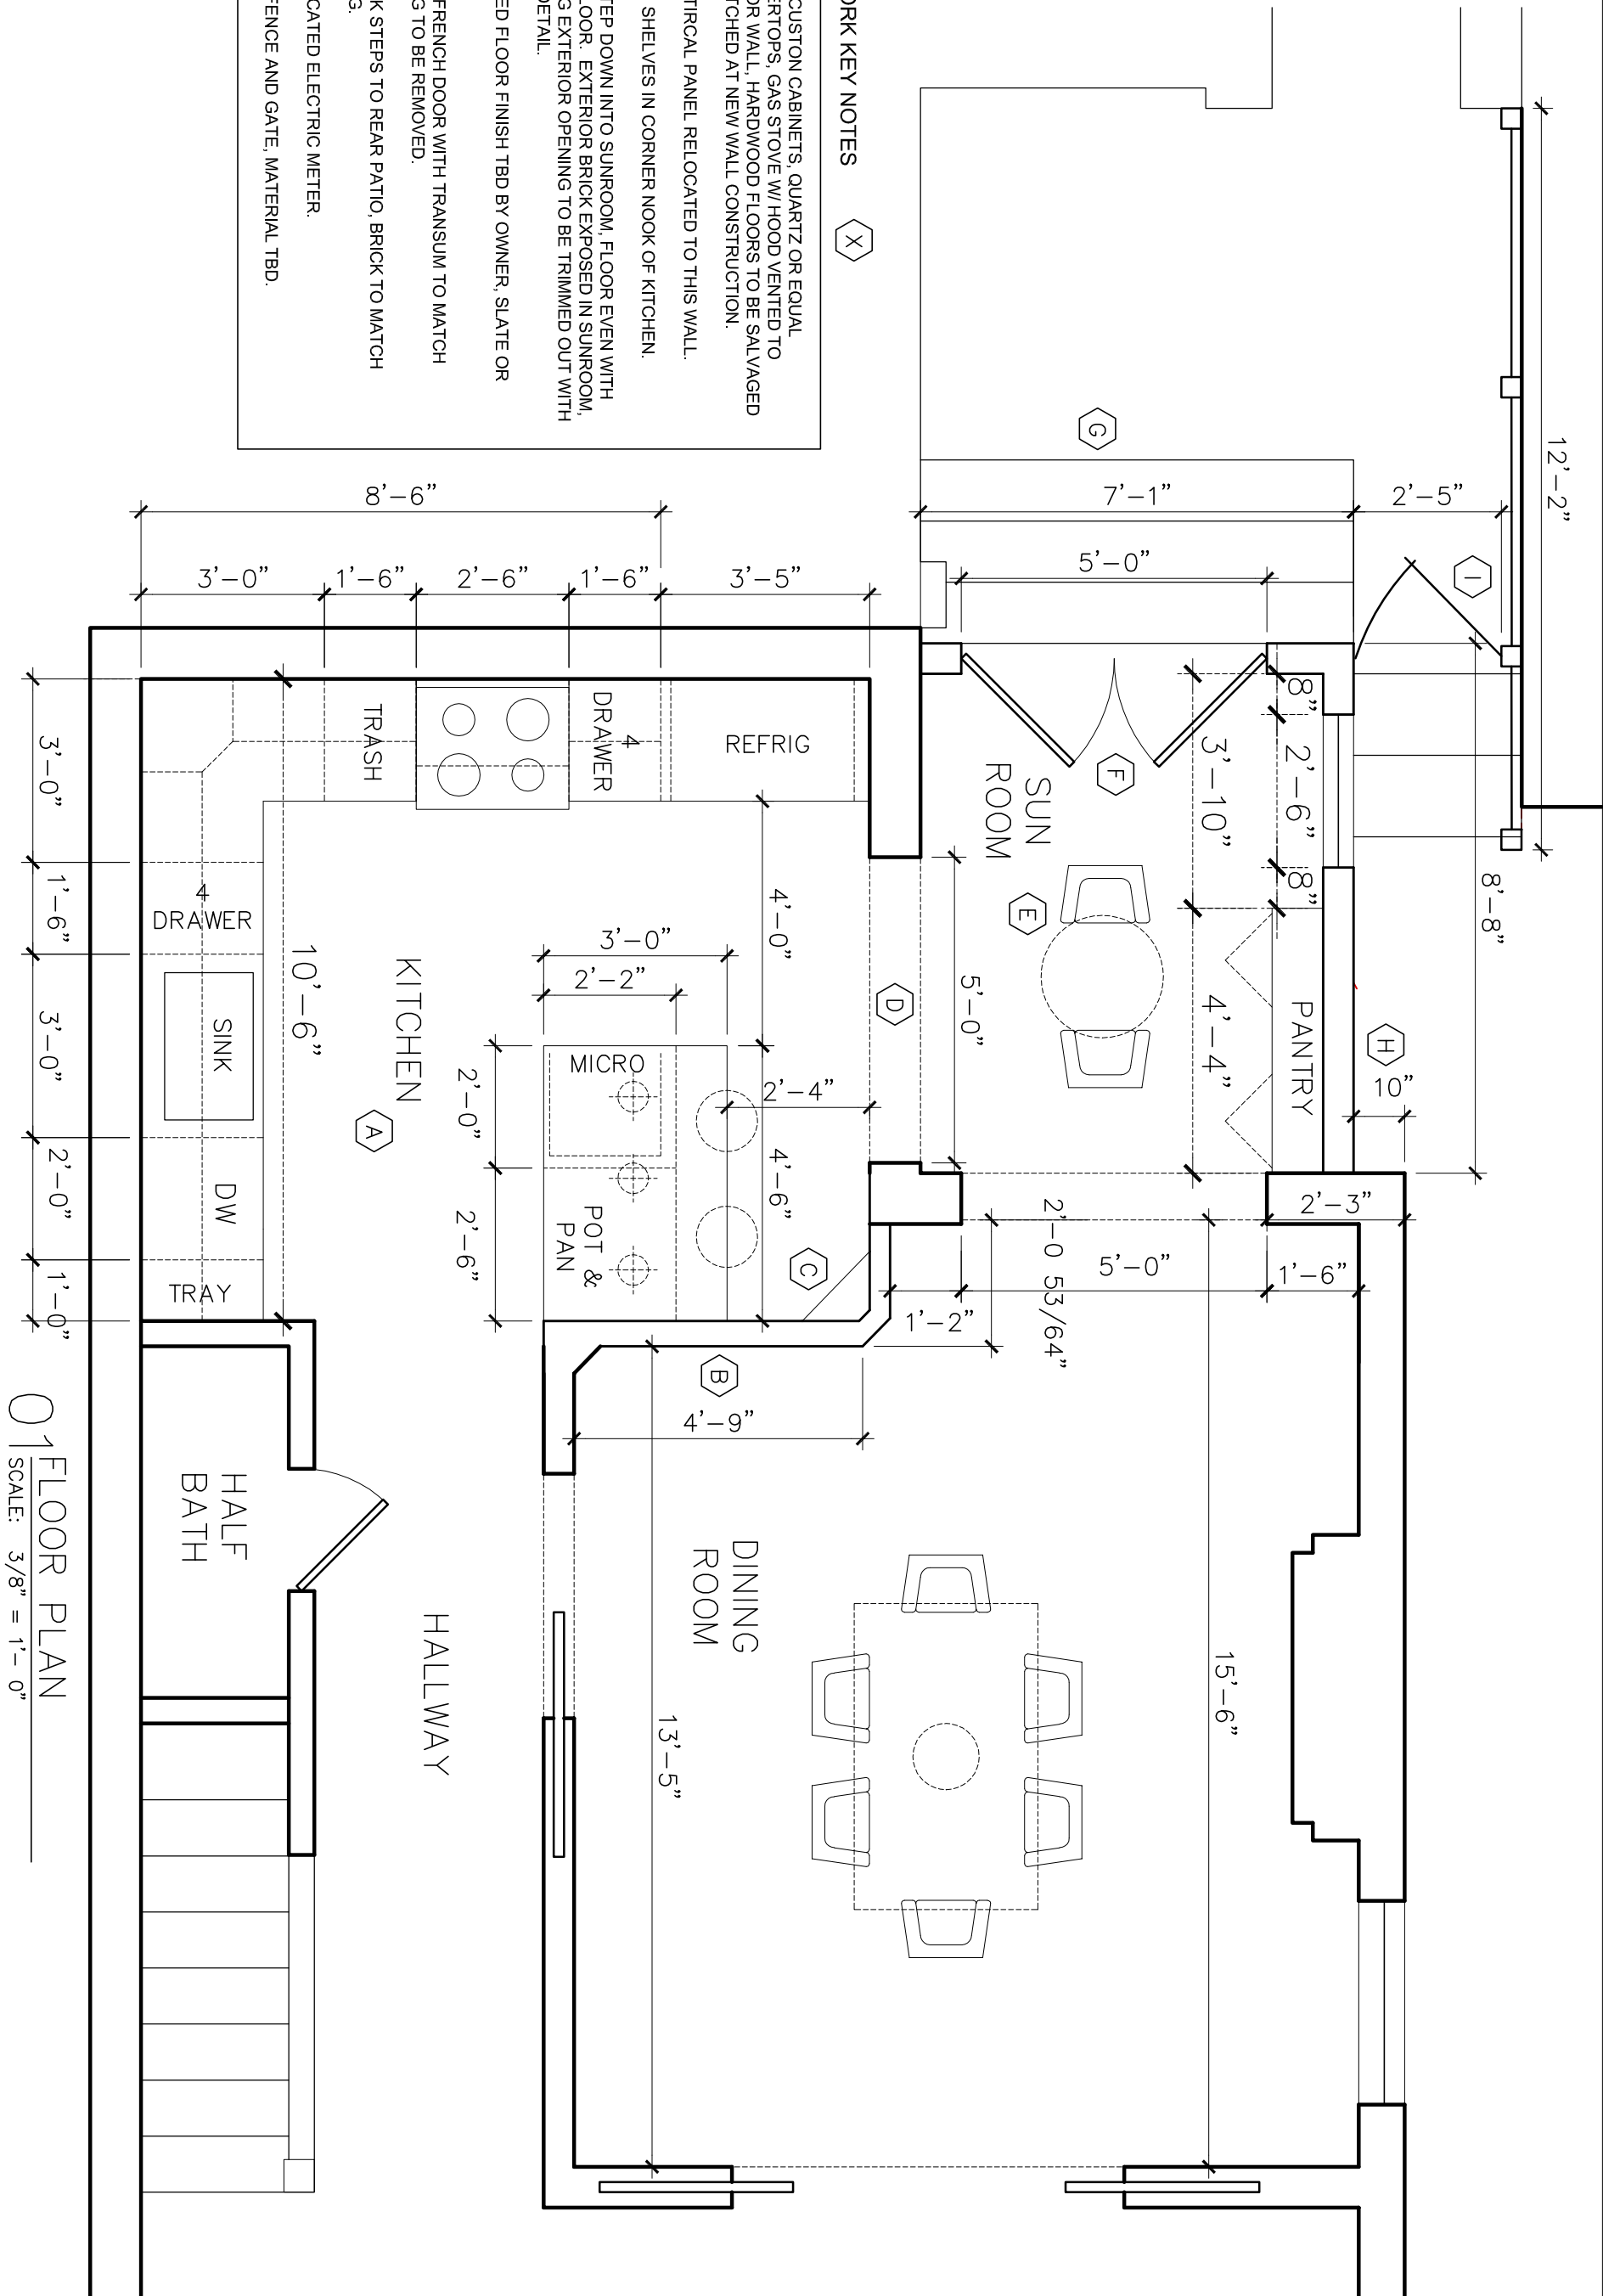 12'-2"
I
2'-5"
8'-8"
H
10"
8"
2'-6"
8"
PANTRY
3'-10"
4'-4"
7'-1"
5'-0"
G
F
SUN
ROOM
E
2'-3"
1'-6"
5'-0"
15'-6"
2'-0 53/64"
1'-2"
5'-0"
D
ORK KEY NOTES
X
CUSTON CABINETS, QUARTZ OR EQUAL
ERTOPS, GAS STOVE W/ HOOD VENTED TO
OR WALL, HARDWOOD FLOORS TO BE SALVAGED
TCHED AT NEW WALL CONSTRUCTION.
TIRCAL PANEL RELOCATED TO THIS WALL.
SHELVES IN CORNER NOOK OF KITCHEN.
TEP DOWN INTO SUNROOM, FLOOR EVEN WITH
LOOR. EXTERIOR BRICK EXPOSED IN SUNROOM,
G EXTERIOR OPENING TO BE TRIMMED OUT WITH
DETAIL.
ED FLOOR FINISH TBD BY OWNER, SLATE OR
FRENCH DOOR WITH TRANSUM TO MATCH
G TO BE REMOVED.
K STEPS TO REAR PATIO, BRICK TO MATCH
G.
CATED ELECTRIC METER.
FENCE AND GATE, MATERIAL TBD.
3'-5"
1'-6"
2'-6"
1'-6"
3'-0"
8'-6"
REFRIG
4
DRAWER
TRASH
4'-0"
4'-6"
2'-4"
C
3'-0"
2'-2"
MICRO
POT &
PAN
2'-0"
2'-6"
B
4'-9"
13'-5"
DINING
ROOM
KITCHEN
A
HALLWAY
10'-6"
4
DRAWER
SINK
DW
TRAY
HALF
BATH
3'-0"
1'-6"
3'-0"
2'-0"
1'-0"
01
FLOOR PLAN
SCALE: 3/8" = 1'- 0"